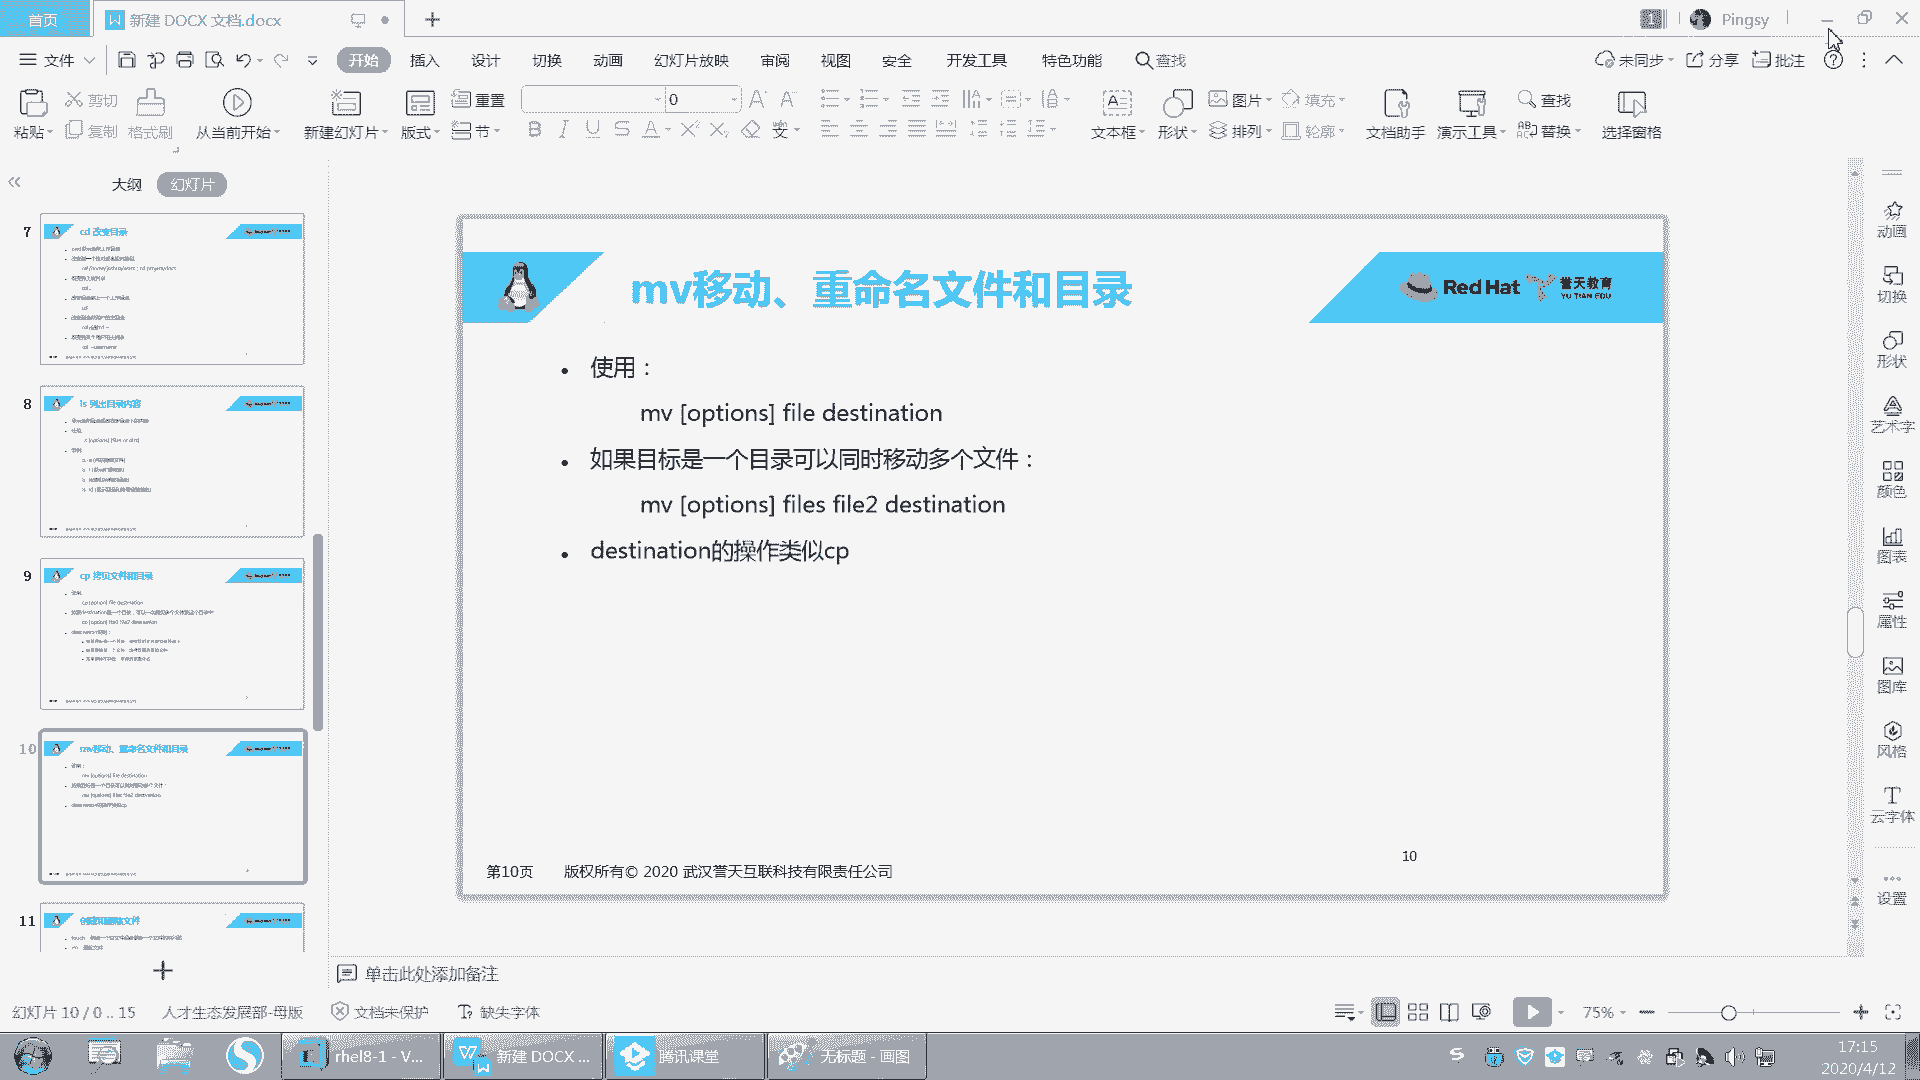 首页
新建 DOCX 文档.docx
1
Pingsy
文件
开始
插入
设计
切换
动画
幻灯片放映
审阅
视图
安全
开发工具
特色功能
查找
未同步
分享
批注
粘贴
剪切
复制
格式刷
从当前开始
新建幻灯片
版式
重置
节
0
文本框
形状
图片
排列
填充
轮廓
文档助手
演示工具
查找
替换
选择窗格
大纲
幻灯片
7
cd 改变目录
8
ls 列出目录内容
9
cp 拷贝文件和目录
10
mv移动、重命名文件和目录
11
创建和删除文件
mv移动、重命名文件和目录
Red Hat
誉天教育
YU TIAN EDU
• 使用：
mv [options] file destination
• 如果目标是一个目录可以同时移动多个文件：
mv [options] files file2 destination
• destination的操作类似cp
10
第10页 版权所有© 2020 武汉誉天互联科技有限责任公司
动画
切换
形状
艺术字
颜色
图表
属性
图库
风格
云字体
设置
单击此处添加备注
幻灯片 10 / 0 .. 15
人才生态发展部-母版
文档未保护
缺失字体
75%
rhel8-1 - V...
新建 DOCX ...
腾讯课堂
无标题 - 画图
17:15
2020/4/12